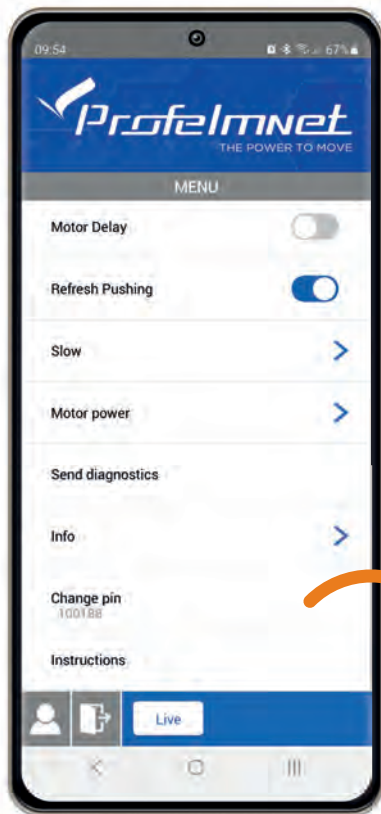 09:54
67%
Profelmnet
THE POWER TO MOVE
MENU
Motor Delay
Refresh Pushing
Slow
Motor power
Send diagnostics
Info
Change pin
100188
Instructions
Live